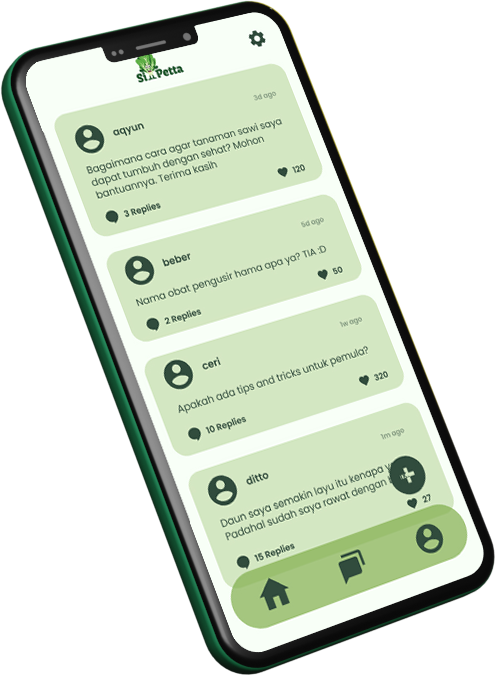 SiPetta
3d ago
aqyun
Bagaimana cara agar tanaman sawi saya
dapat tumbuh dengan sehat? Mohon
bantuannya. Terima kasih
3 Replies
120
5d ago
beber
Nama obat pengusir hama apa ya? TIA :D
2 Replies
50
1w ago
ceri
Apakah ada tips and tricks untuk pemula?
10 Replies
320
1m ago
ditto
Daun saya semakin layu itu kenapa
Padahal sudah saya rawat dengan
15 Replies
27